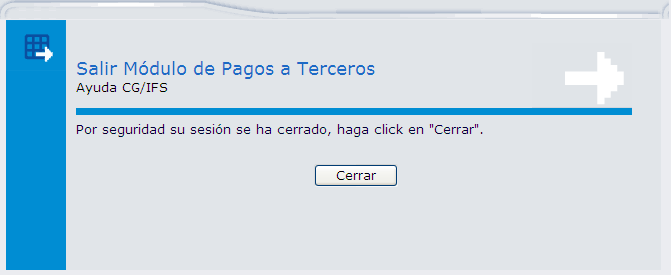 Salir Módulo de Pagos a Terceros
Ayuda CG/IFS
Por seguridad su sesión se ha cerrado, haga click en "Cerrar".
Cerrar